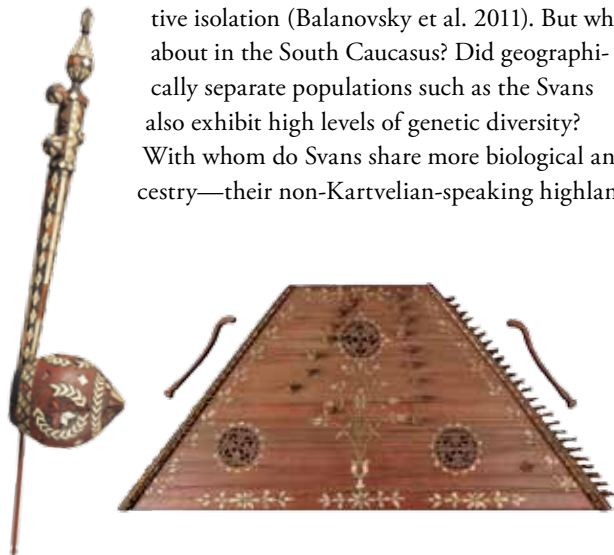 tive isolation (Balanovsky et al. 2011). But wh
about in the South Caucasus? Did geographi-
cally separate populations such as the Svans
also exhibit high levels of genetic diversity?
With whom do Svans share more biological an
cestry—their non-Kartvelian-speaking highlan